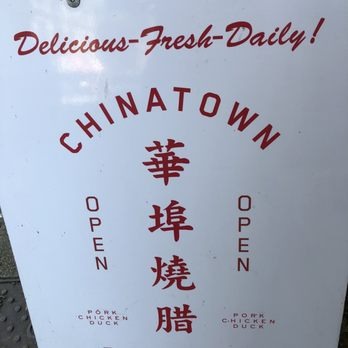 Delicious-Fresh-Daily!
CHINATOWN
華埠燒腊
OPEN
OPEN
PORK
CHICKEN
DUCK
PORK
CHICKEN
DUCK